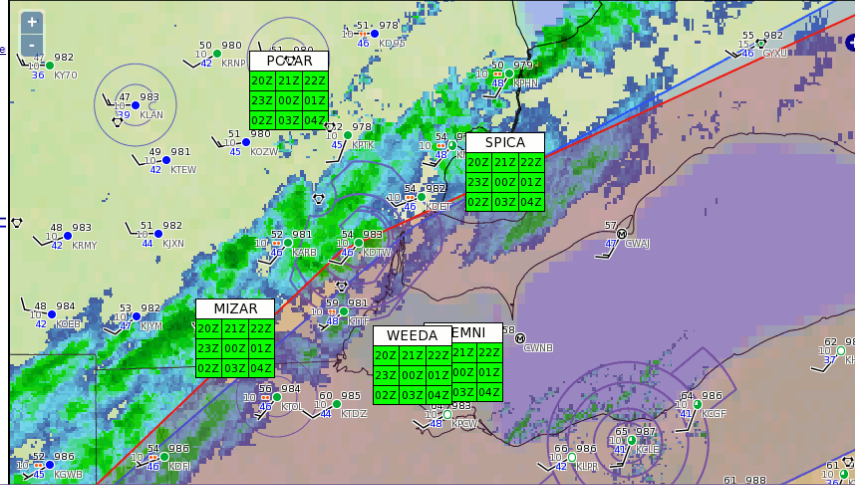 +
-
47 982
10
36 KY70
50 980
10
42 KRNP
51 978
10
46
55 982
15
46 GYXU
POLAR
20Z 21Z 22Z
23Z 00Z 01Z
02Z 03Z 04Z
47 983
10
39 KLAN
50 979
10
48 KPHN
51 980
10
45 KOZW
978
10
45 KPTK
54
10
48
SPICA
20Z 21Z 22Z
23Z 00Z 01Z
02Z 03Z 04Z
49 981
10
42 KTEW
54 982
10
46 KDET
48 983
10
42 KRMY
51 982
10
44 KJXN
52 981
10
46 KARB
54 983
10
46 KDTW
57
47 CWAJ
48 984
10
42
53 982
10
47 KJYM
59 981
10
48 KTTF
MIZAR
20Z 21Z 22Z
23Z 00Z 01Z
02Z 03Z 04Z
WEEDA
20Z 21Z 22Z
23Z 00Z 01Z
02Z 03Z 04Z
EMNI
21Z 22Z
00Z 01Z
03Z 04Z
58
CWNB
62 98
10
37
56 984
10
46 KTOL
60 985
10
44 KTDZ
983
10
48 KPCW
64 986
10
41 KCGF
52 986
10
45 KGWB
54 986
10
46 KDFI
65 987
10
41 KCLE
66 986
10
42 KLPR
61 988
61
10
36